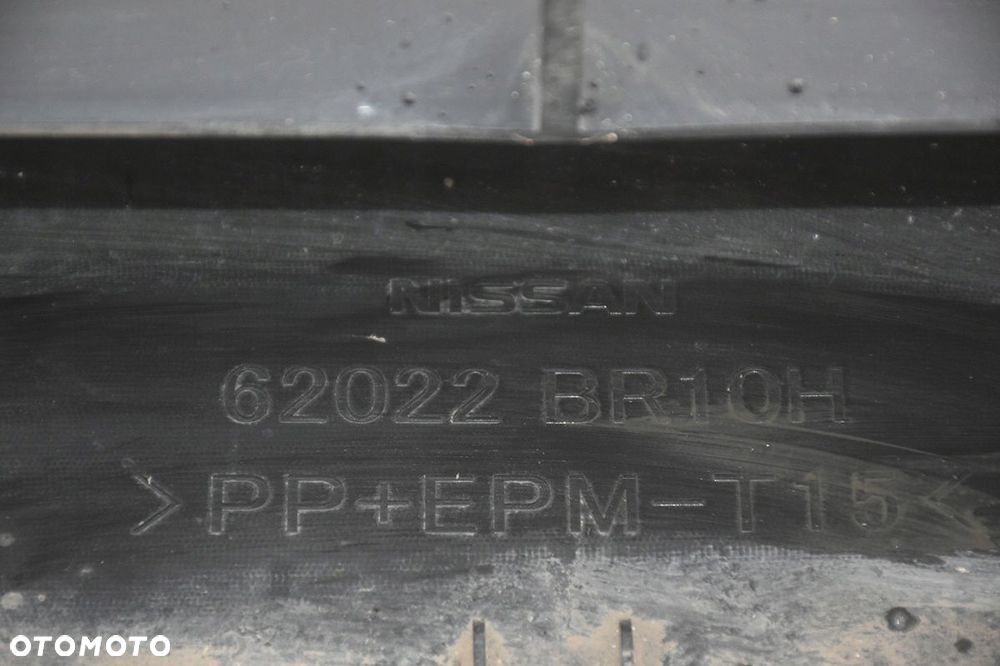 NISSAN
62022 BR10H
>PP+EPM-T15<
OTOMOTO